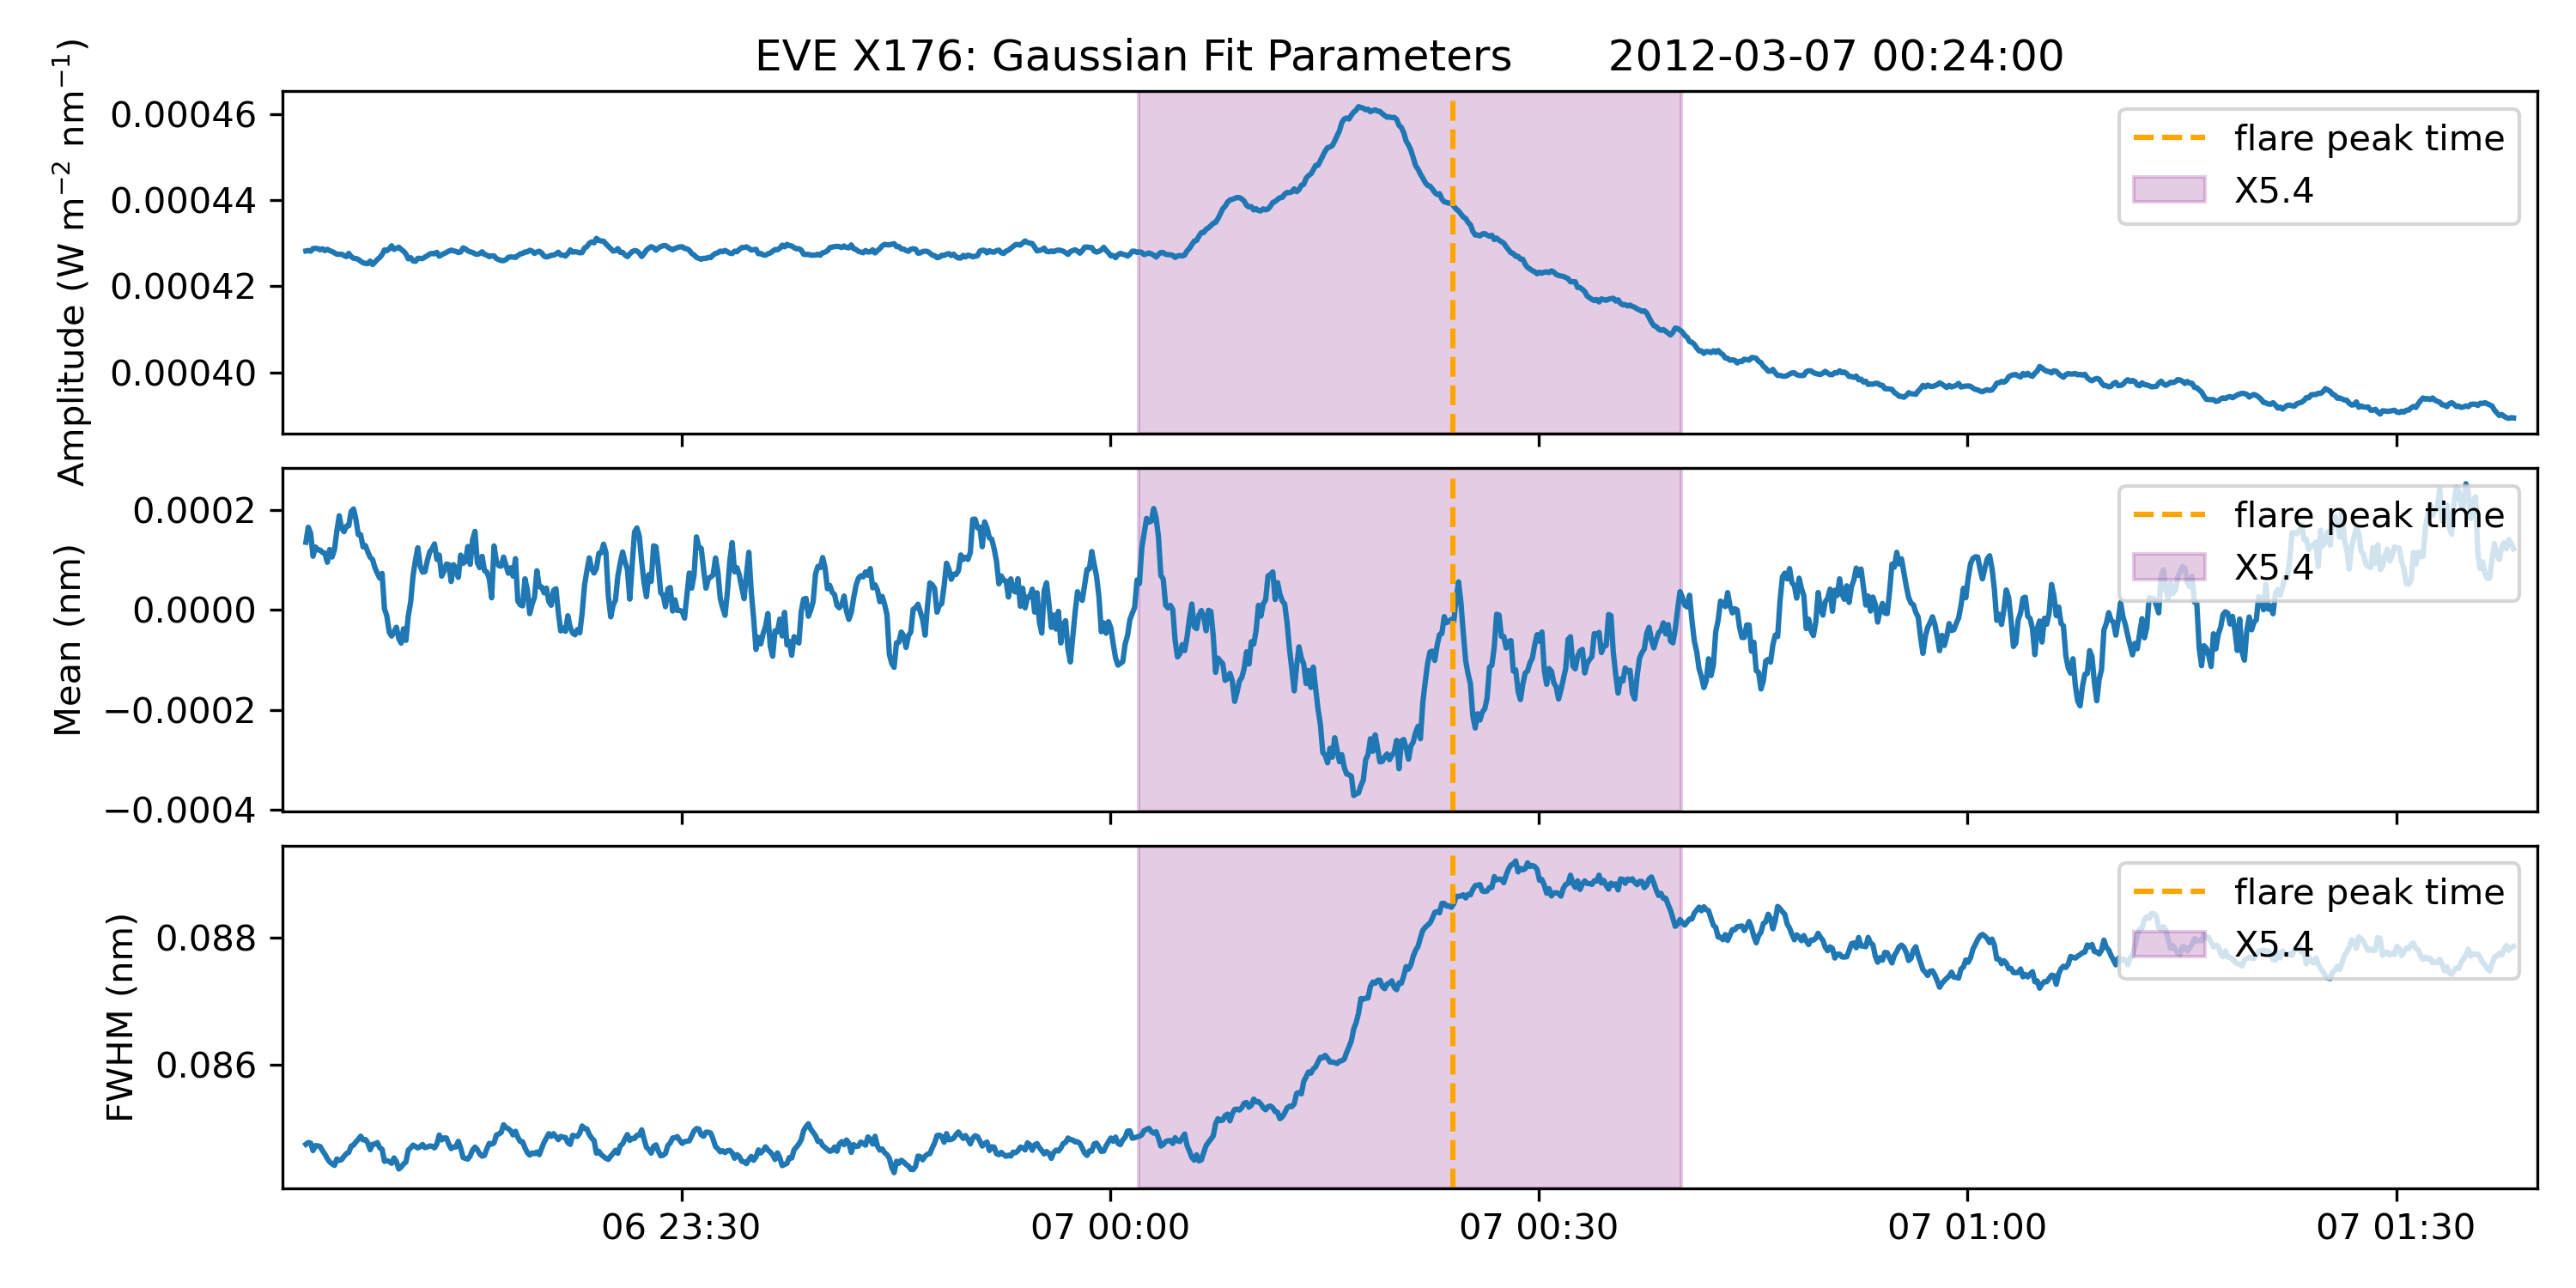 EVE X176: Gaussian Fit Parameters 2012-03-07 00:24:00
Amplitude (W m⁻² nm⁻¹)
0.00046
0.00044
0.00042
0.00040
flare peak time
X5.4
Mean (nm)
0.0002
0.0000
−0.0002
−0.0004
flare peak time
X5.4
FWHM (nm)
0.088
0.086
flare peak time
X5.4
06 23:30 07 00:00 07 00:30 07 01:00 07 01:30